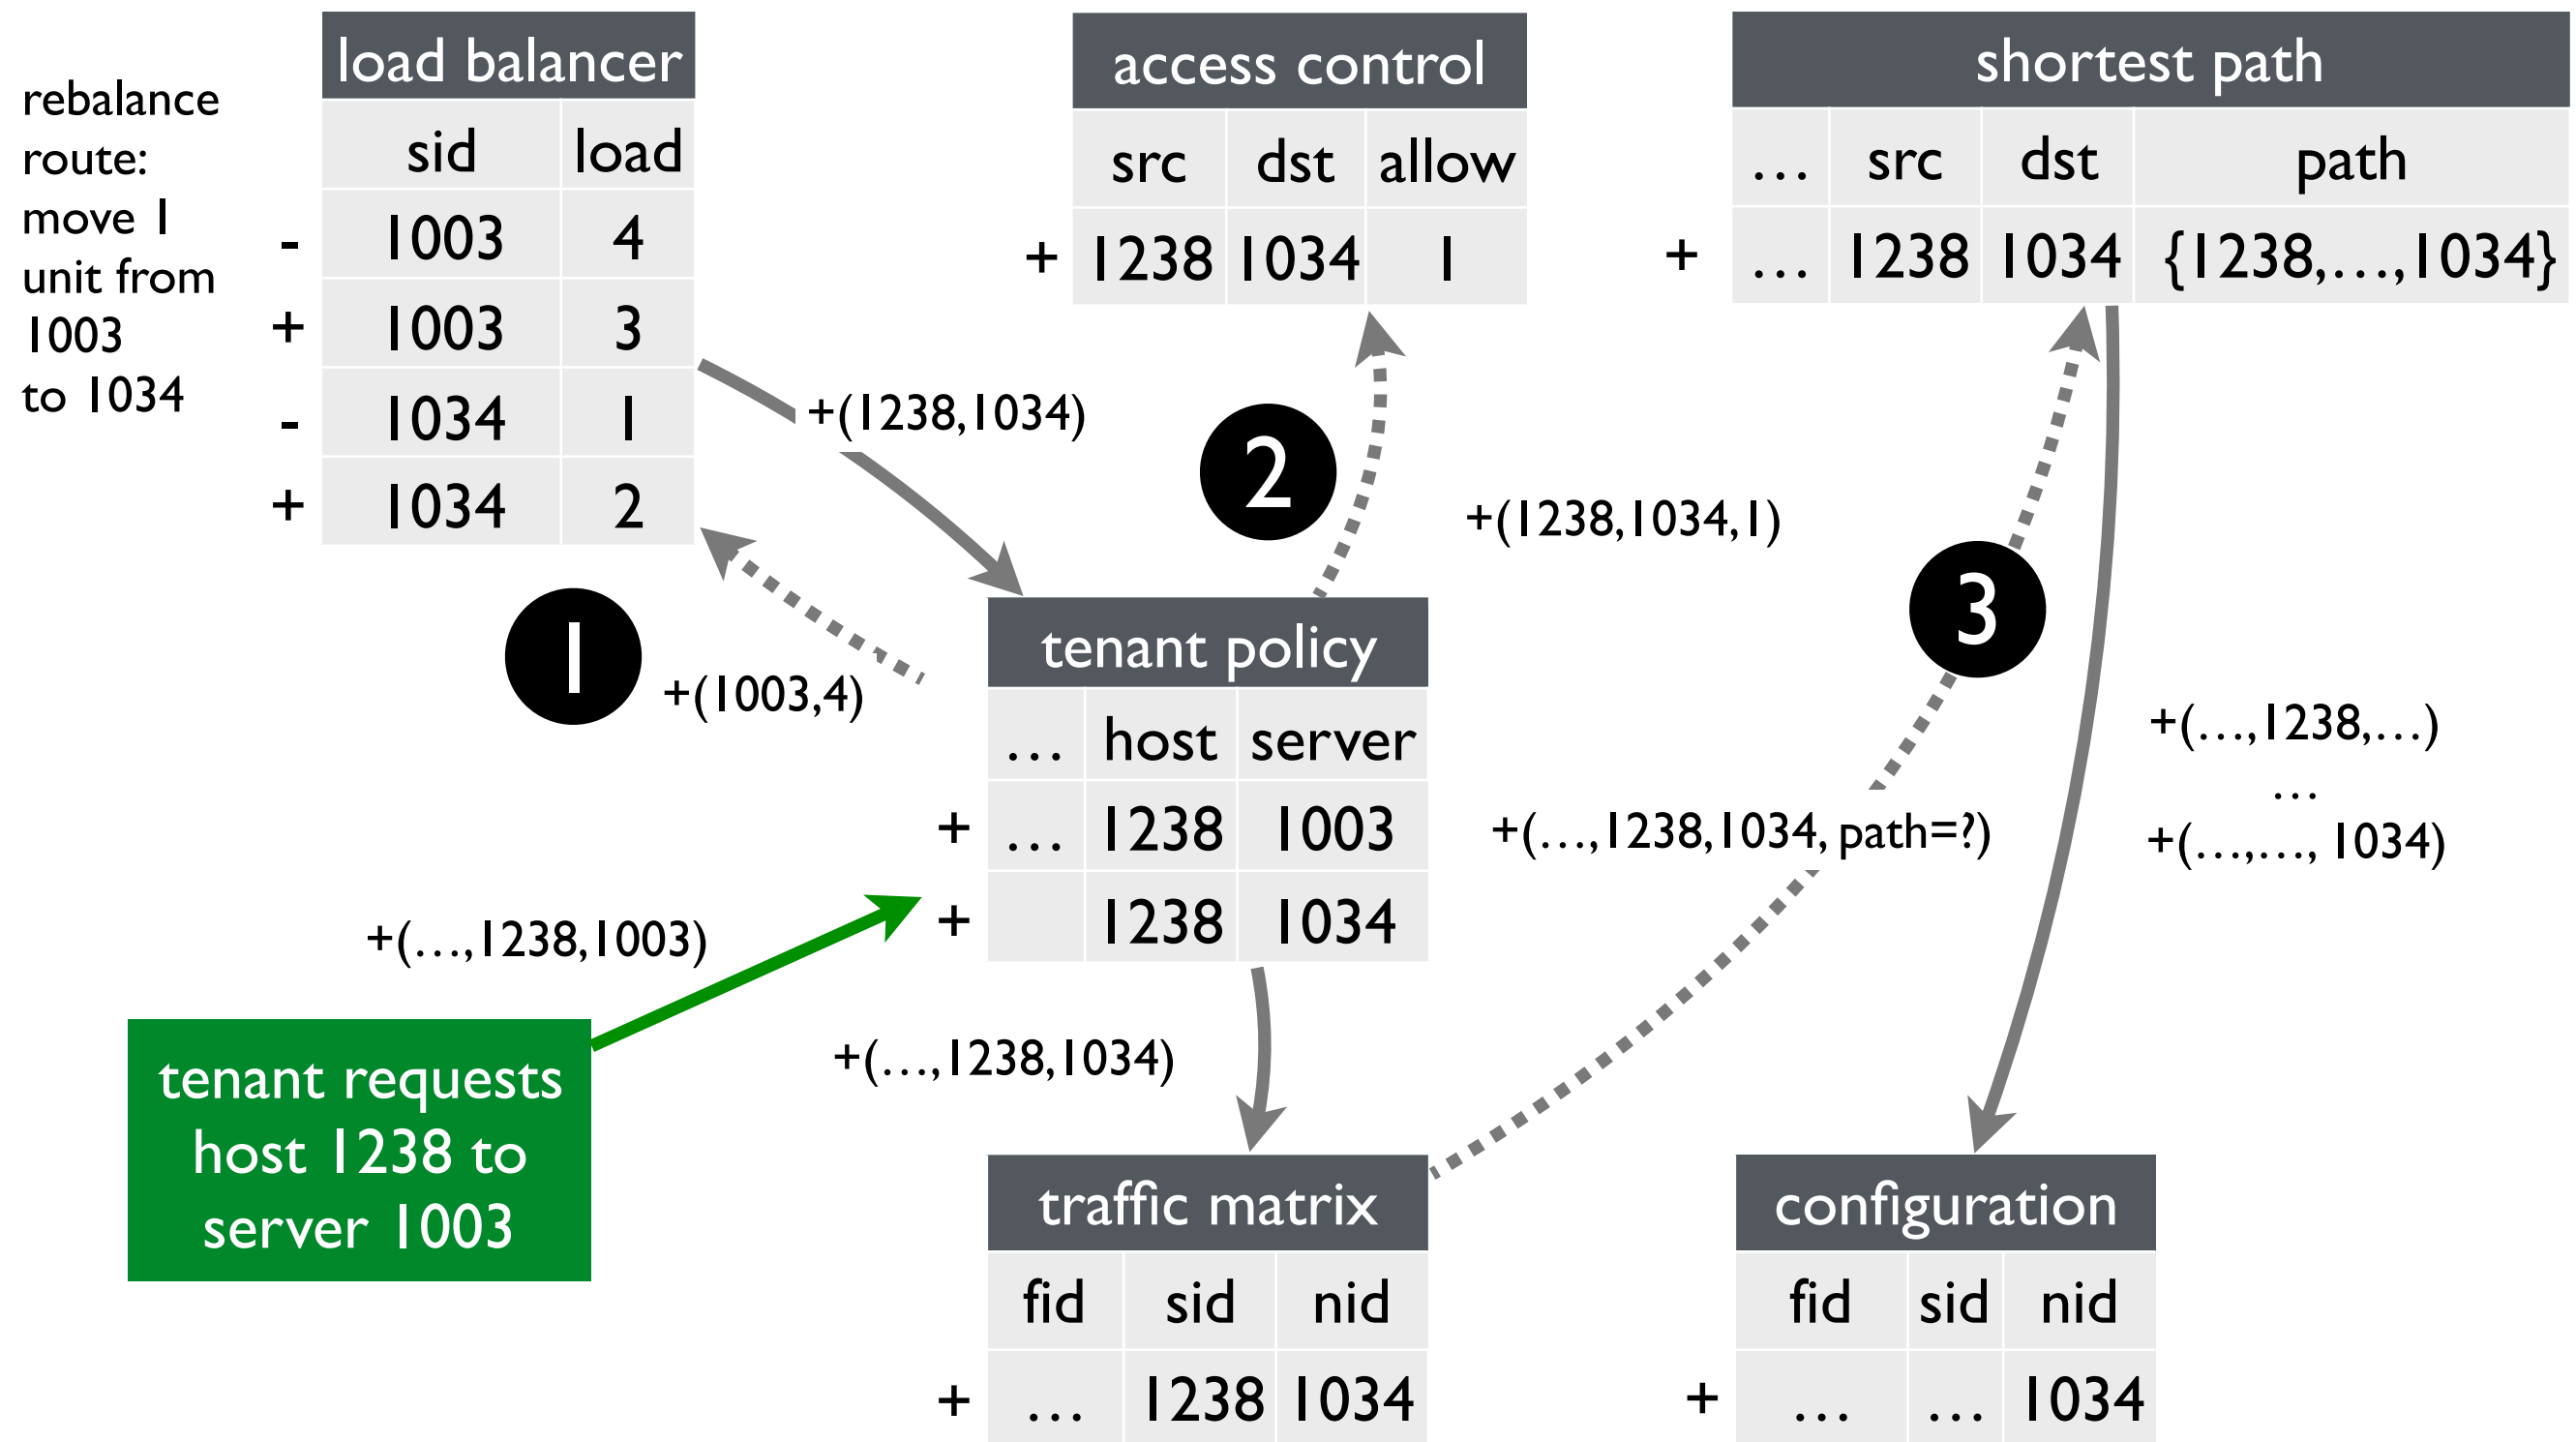 rebalance
route:
move 1
unit from
1003
to 1034
load balancer
sid load
- 1003 4
+ 1003 3
- 1034 1
+ 1034 2
access control
src dst allow
+ 1238 1034 1
shortest path
… src dst path
+ … 1238 1034 {1238,…,1034}
+(1238,1034)
2
+(1238,1034,1)
3
1
+(1003,4)
tenant policy
… host server
+ … 1238 1003
+ 1238 1034
+(…,1238,1034, path=?)
+(…,1238,…)
…
+(…,…, 1034)
+(…,1238,1003)
tenant requests
host 1238 to
server 1003
+(…,1238,1034)
traffic matrix
fid sid nid
+ … 1238 1034
configuration
fid sid nid
+ … … 1034